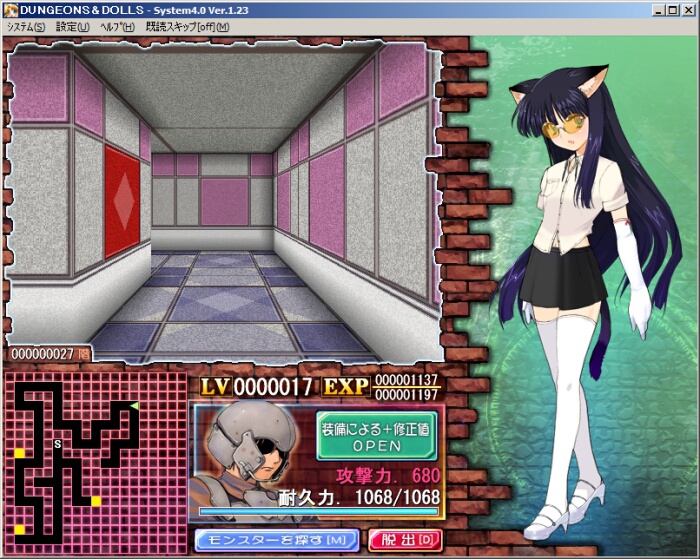 DUNGEONS&DOLLS - System4.0 Ver.1.23
システム(S) 設定(U) ヘルプ(H) 既読スキップ[off](M)
000000027 階
LV 0000017 EXP 000001137
000001197
S
装備による+修正値
OPEN
攻撃力. 680
耐久力. 1068/1068
モンスターを探す[M] 脱出[D]